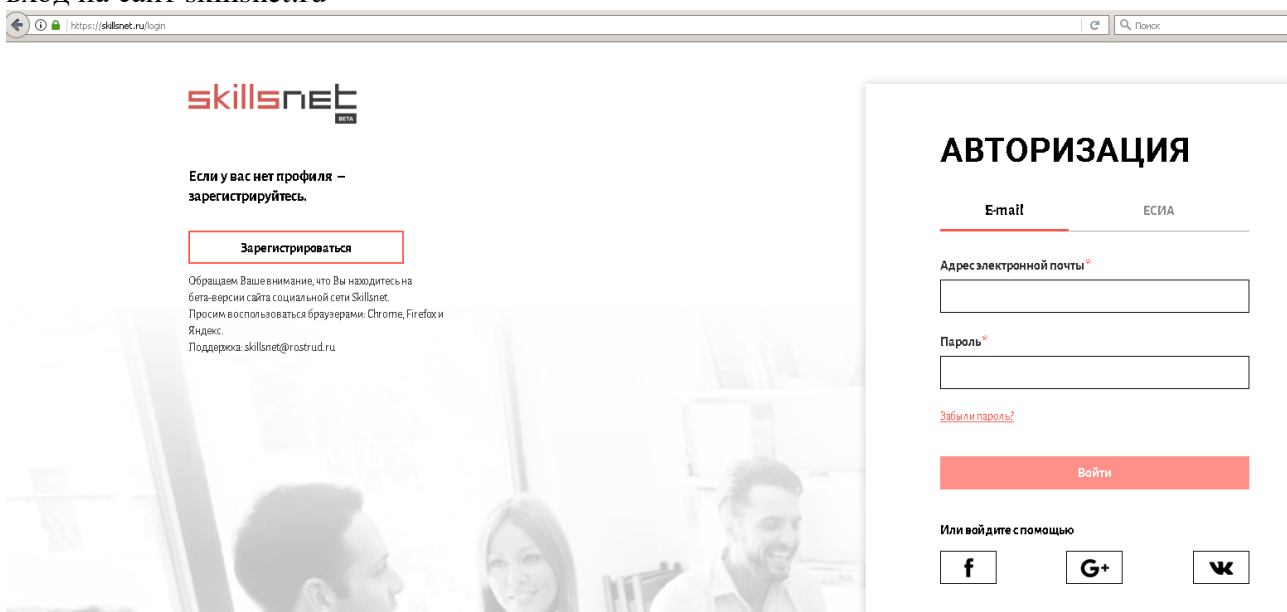 вход на сайт skillsnet.ru
https://skillsnet.ru/login
Поиск
skillsnet
BETA
Если у вас нет профиля –
зарегистрируйтесь.
Зарегистрироваться
Обращаем Ваше внимание, что Вы находитесь на
бета-версии сайта социальной сети Skillsnet.
Просим воспользоваться браузерами: Chrome, Firefox и
Яндекс.
Поддержка: skillsnet@rostrud.ru
АВТОРИЗАЦИЯ
E-mail
ЕСИА
Адрес электронной почты*
Пароль*
Забыли пароль?
Войти
Или войдите с помощью
f
G+